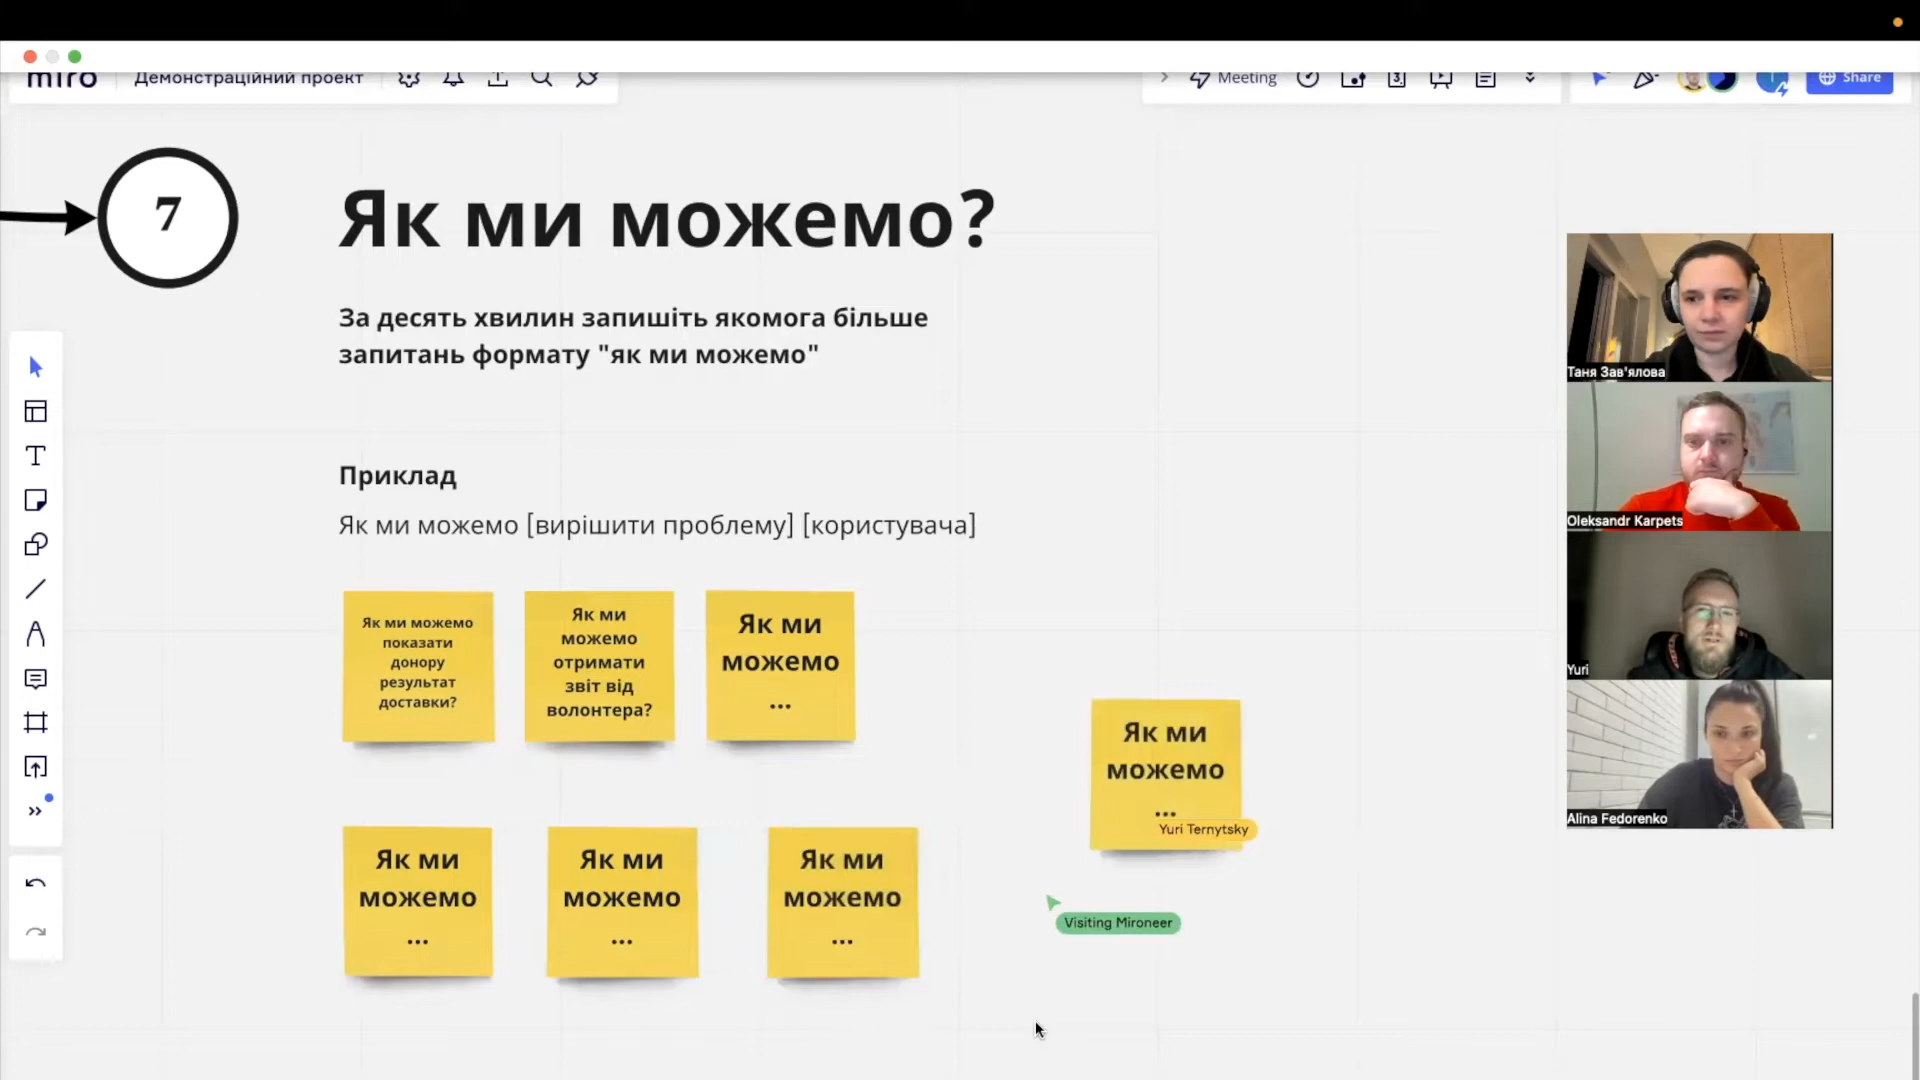 miro
Демонстраційний проект
Meeting
3
Share
7
Як ми можемо?
За десять хвилин запишіть якомога більше
запитань формату "як ми можемо"
Приклад
Як ми можемо [вирішити проблему] [користувача]
Як ми можемо
показати
донору
результат
доставки?
Як ми
можемо
отримати
звіт від
волонтера?
Як ми
можемо
...
Як ми
можемо
...
Yuri Ternytsky
Як ми
можемо
...
Як ми
можемо
...
Як ми
можемо
...
Visiting Mironeer
Таня Зав'ялова
Oleksandr Karpets
Yuri
Alina Fedorenko